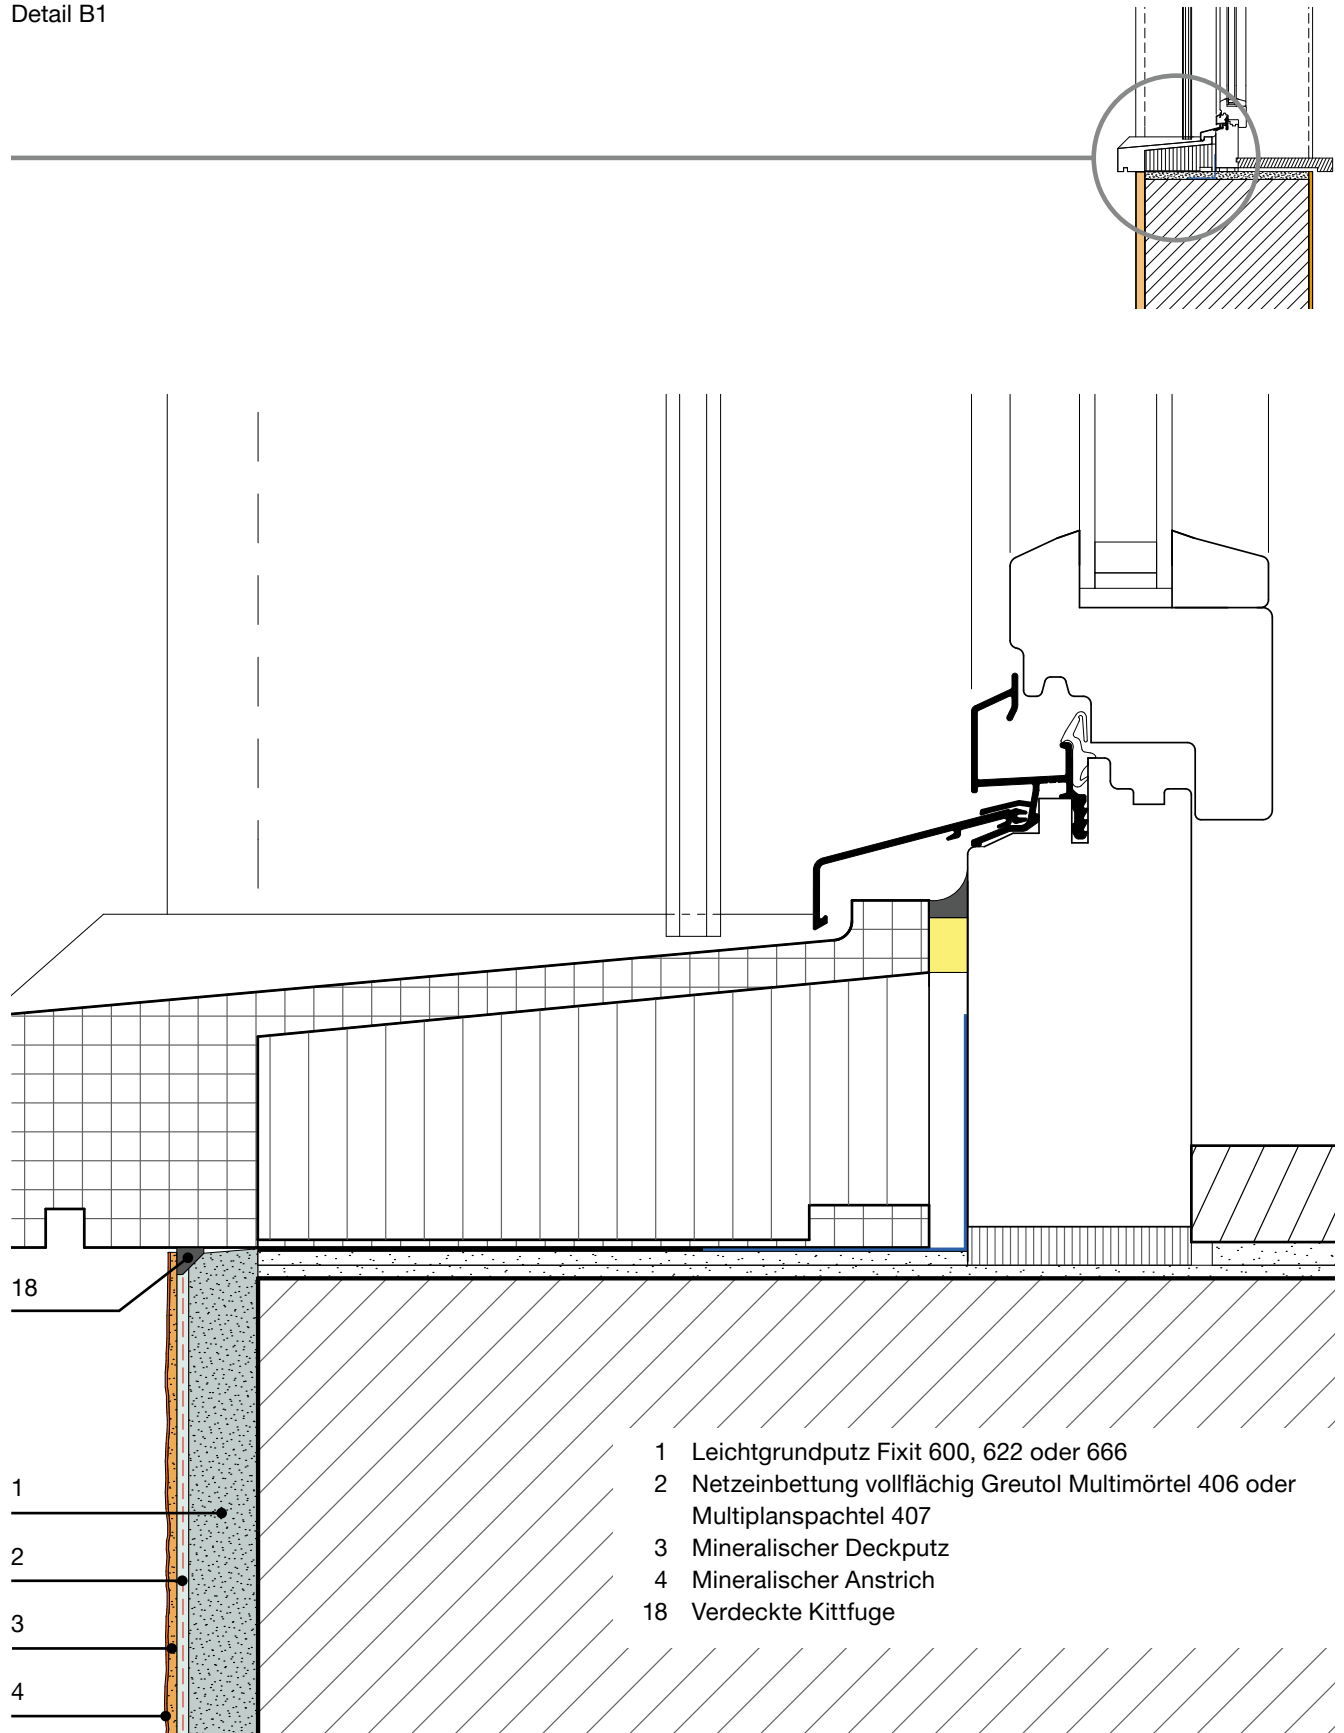 Detail B1
18
1
2
3
4
1 Leichtgrundputz Fixit 600, 622 oder 666
2 Netzeinbettung vollflächig Greutol Multimörtel 406 oder
Multiplanspachtel 407
3 Mineralischer Deckputz
4 Mineralischer Anstrich
18 Verdeckte Kittfuge